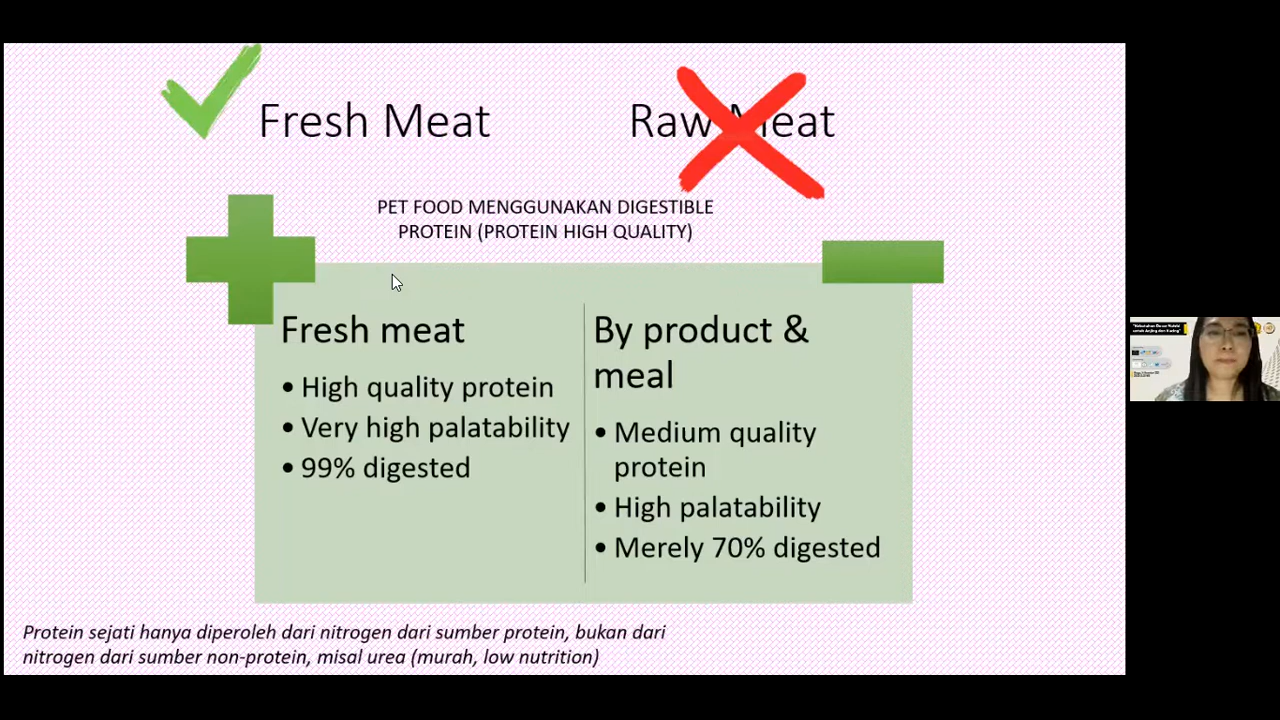 Fresh Meat
Raw Meat
PET FOOD MENGGUNAKAN DIGESTIBLE
PROTEIN (PROTEIN HIGH QUALITY)
Fresh meat
• High quality protein
• Very high palatability
• 99% digested
By product &
meal
• Medium quality
protein
• High palatability
• Merely 70% digested
Protein sejati hanya diperoleh dari nitrogen dari sumber protein, bukan dari
nitrogen dari sumber non-protein, misal urea (murah, low nutrition)